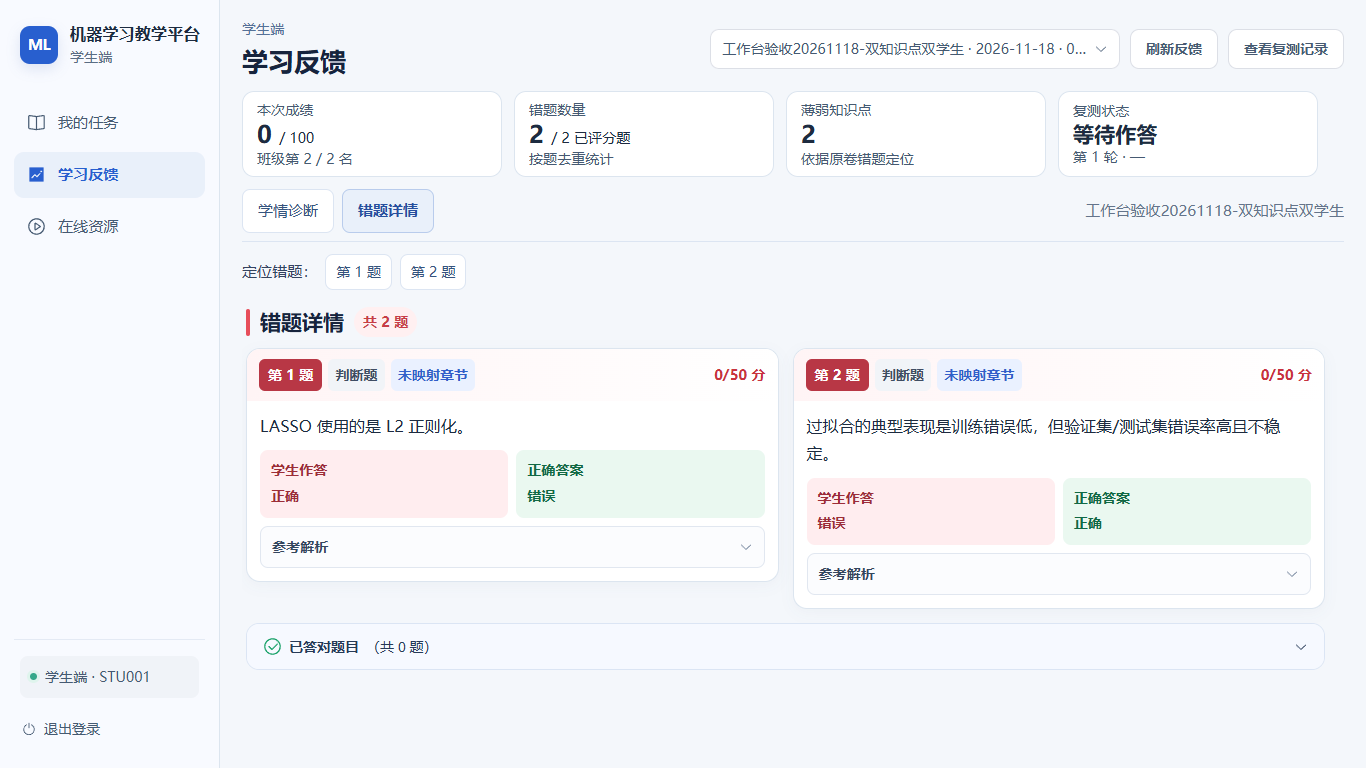 ML
机器学习教学平台
学生端
我的任务
学习反馈
在线资源
学生端 · STU001
退出登录
学生端
学习反馈
工作台验收20261118-双知识点双学生 · 2026-11-18 · 0...
刷新反馈
查看复测记录
本次成绩
0 / 100
班级第 2 / 2 名
错题数量
2 / 2 已评分题
按题去重统计
薄弱知识点
2
依据原卷错题定位
复测状态
等待作答
第 1 轮 · —
学情诊断
错题详情
工作台验收20261118-双知识点双学生
定位错题：
第 1 题
第 2 题
错题详情
共 2 题
第 1 题
判断题
未映射章节
0/50 分
LASSO 使用的是 L2 正则化。
学生作答
正确
正确答案
错误
参考解析
第 2 题
判断题
未映射章节
0/50 分
过拟合的典型表现是训练错误低，但验证集/测试集错误率高且不稳
定。
学生作答
错误
正确答案
正确
参考解析
已答对题目 （共 0 题）